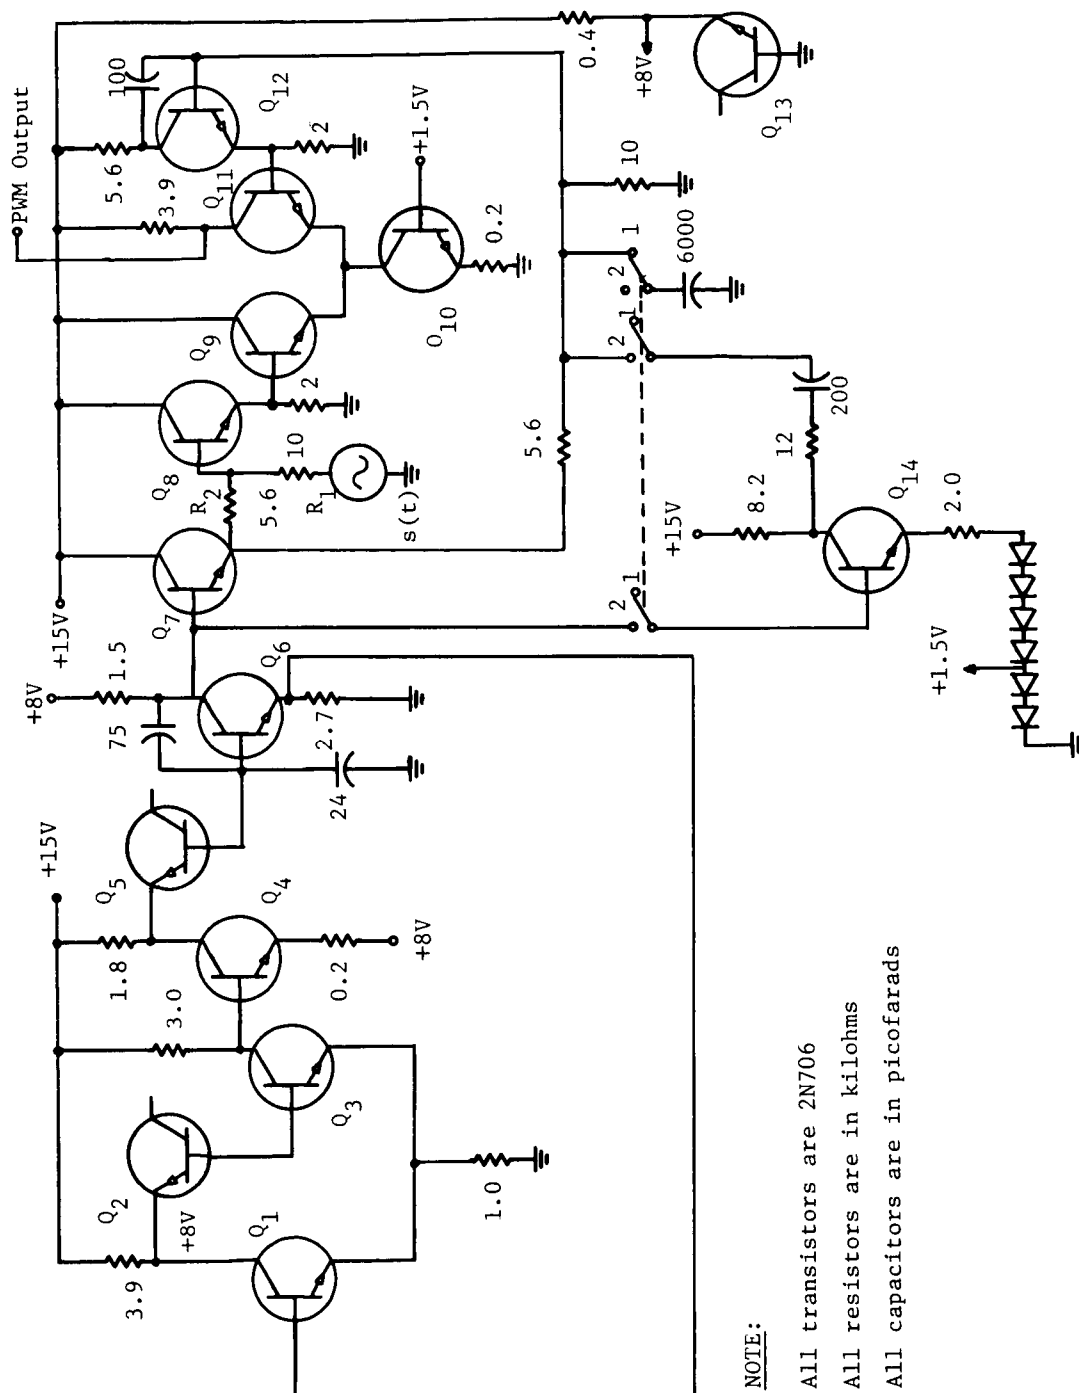 PWM Output
+15V
+8V
+15V
5.6
100
3.9
Q12
Q11
2
+1.5V
0.2
Q10
Q9
2
Q8
R2
10
5.6
R1
s(t)
Q7
1.5
75
Q6
2.7
24
Q5
1.8
Q4
0.2
+8V
3.0
Q3
Q2
+8V
Q1
3.9
1.0
0.4
+8V
Q13
10
1
2
6000
1
2
5.6
200
12
+15V
8.2
Q14
2.0
1
2
+1.5V
NOTE:
All transistors are 2N706
All resistors are in kilohms
All capacitors are in picofarads